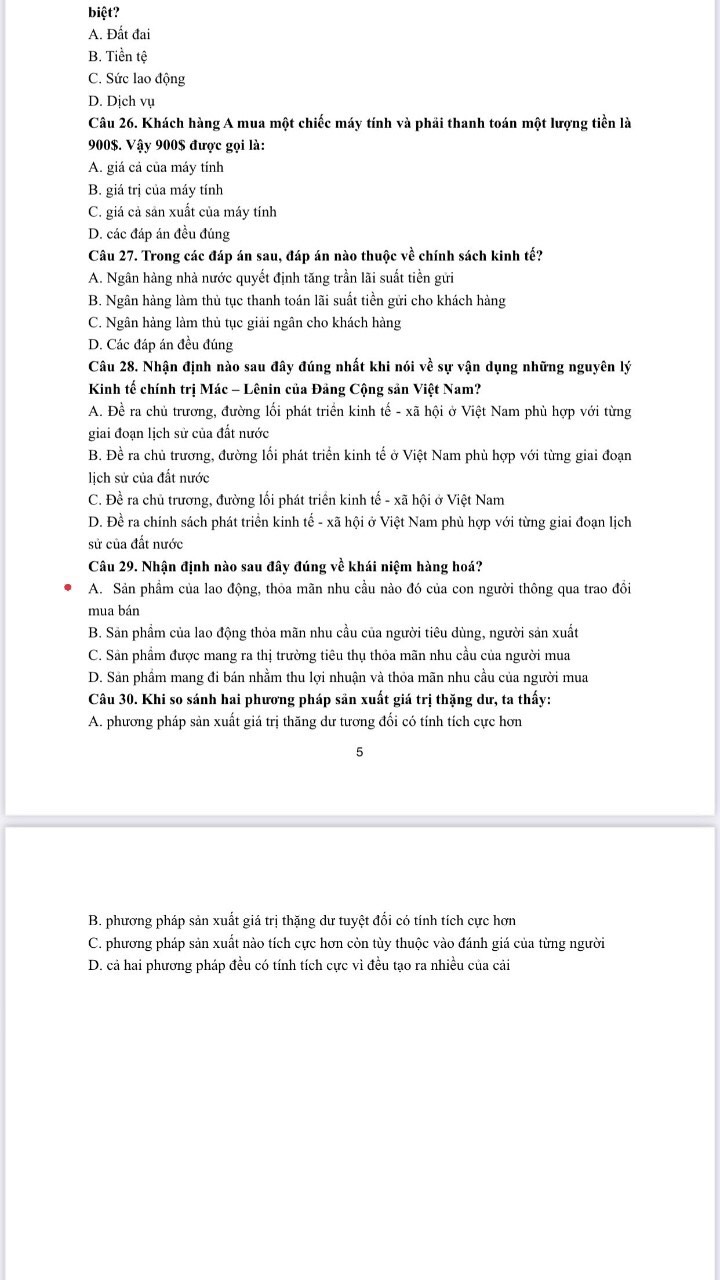 biệt?
A. Đất đai
B. Tiền tệ
C. Sức lao động
D. Dịch vụ
Câu 26. Khách hàng A mua một chiếc máy tính và phải thanh toán một lượng tiền là
900$. Vậy 900$ được gọi là:
A. giá cả của máy tính
B. giá trị của máy tính
C. giá cả sản xuất của máy tính
D. các đáp án đều đúng
Câu 27. Trong các đáp án sau, đáp án nào thuộc về chính sách kinh tế?
A. Ngân hàng nhà nước quyết định tăng trần lãi suất tiền gửi
B. Ngân hàng làm thủ tục thanh toán lãi suất tiền gửi cho khách hàng
C. Ngân hàng làm thủ tục giải ngân cho khách hàng
D. Các đáp án đều đúng
Câu 28. Nhận định nào sau đây đúng nhất khi nói về sự vận dụng những nguyên lý
Kinh tế chính trị Mác – Lênin của Đảng Cộng sản Việt Nam?
A. Đề ra chủ trương, đường lối phát triển kinh tế - xã hội ở Việt Nam phù hợp với từng
giai đoạn lịch sử của đất nước
B. Đề ra chủ trương, đường lối phát triển kinh tế ở Việt Nam phù hợp với từng giai đoạn
lịch sử của đất nước
C. Đề ra chủ trương, đường lối phát triển kinh tế - xã hội ở Việt Nam
D. Đề ra chính sách phát triển kinh tế - xã hội ở Việt Nam phù hợp với từng giai đoạn lịch
sử của đất nước
Câu 29. Nhận định nào sau đây đúng về khái niệm hàng hoá?
A. Sản phẩm của lao động, thỏa mãn nhu cầu nào đó của con người thông qua trao đổi
mua bán
B. Sản phẩm của lao động thỏa mãn nhu cầu của người tiêu dùng, người sản xuất
C. Sản phẩm được mang ra thị trường tiêu thụ thỏa mãn nhu cầu của người mua
D. Sản phẩm mang đi bán nhằm thu lợi nhuận và thỏa mãn nhu cầu của người mua
Câu 30. Khi so sánh hai phương pháp sản xuất giá trị thặng dư, ta thấy:
A. phương pháp sản xuất giá trị thặng dư tương đối có tính tích cực hơn
5
B. phương pháp sản xuất giá trị thặng dư tuyệt đối có tính tích cực hơn
C. phương pháp sản xuất nào tích cực hơn còn tùy thuộc vào đánh giá của từng người
D. cả hai phương pháp đều có tính tích cực vì đều tạo ra nhiều của cải